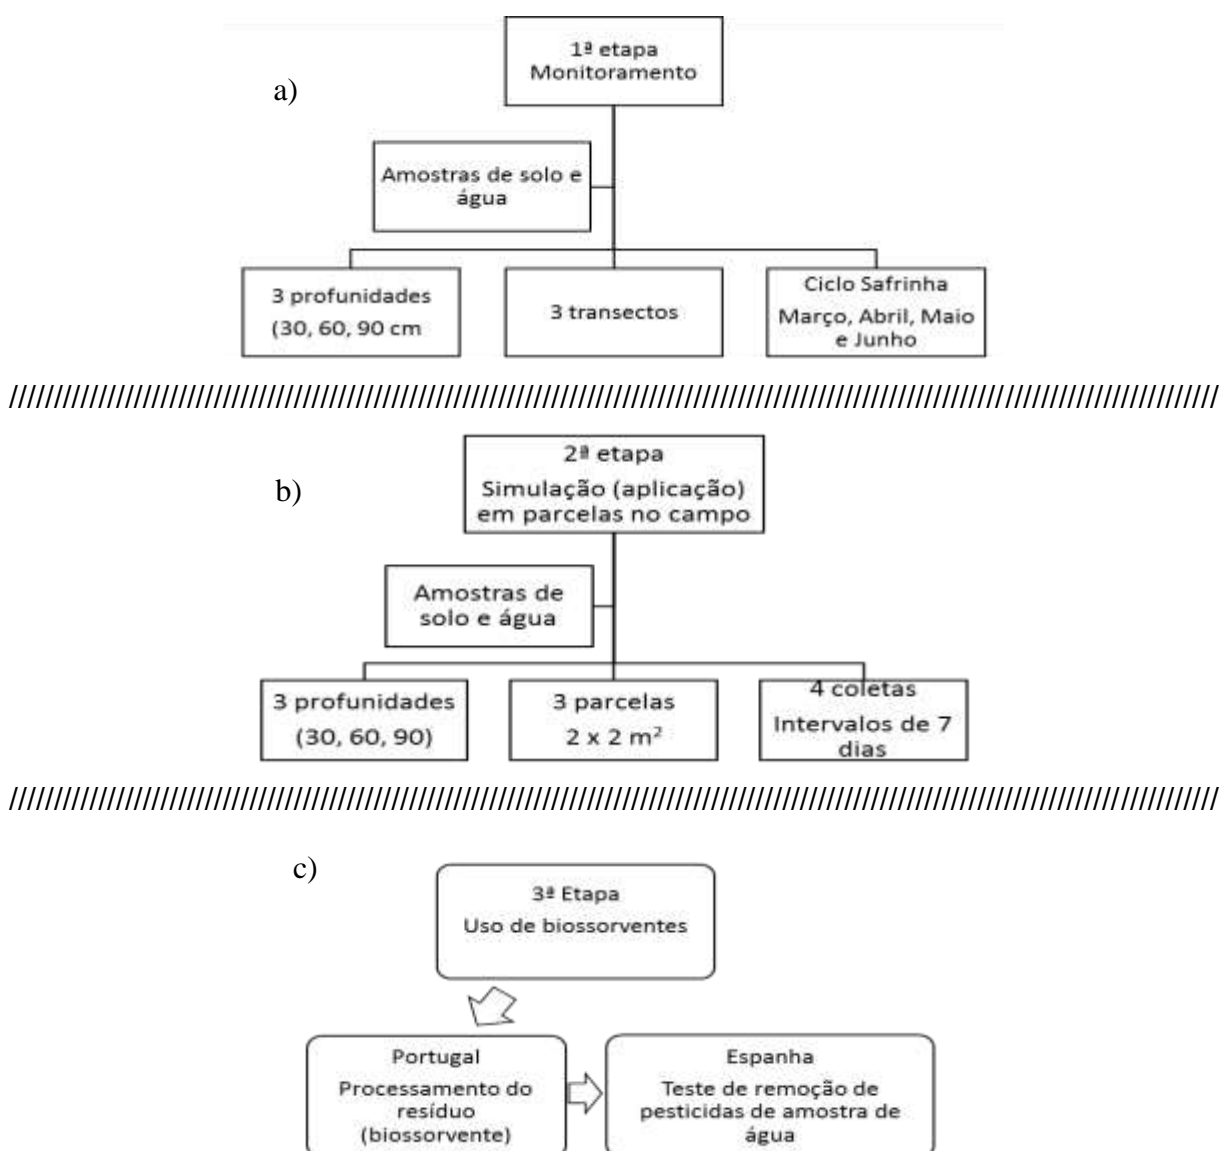 a)
1ª etapa
Monitoramento
Amostras de solo e
água
3 profunidades
(30, 60, 90 cm
3 transectos
Ciclo Safrinha
Março, Abril, Maio
e Junho
////////////////////////////////////////////////////////////////////////////////////////////////////////////////////////////////////////
b)
2ª etapa
Simulação (aplicação)
em parcelas no campo
Amostras de
solo e água
3 profunidades
(30, 60, 90)
3 parcelas
2 x 2 m²
4 coletas
Intervalos de 7
dias
////////////////////////////////////////////////////////////////////////////////////////////////////////////////////////////////////////
c)
3ª Etapa
Uso de biossorventes
Portugal
Processamento do
resíduo
(biossorvente)
Espanha
Teste de remoção de
pesticidas de amostra de
água